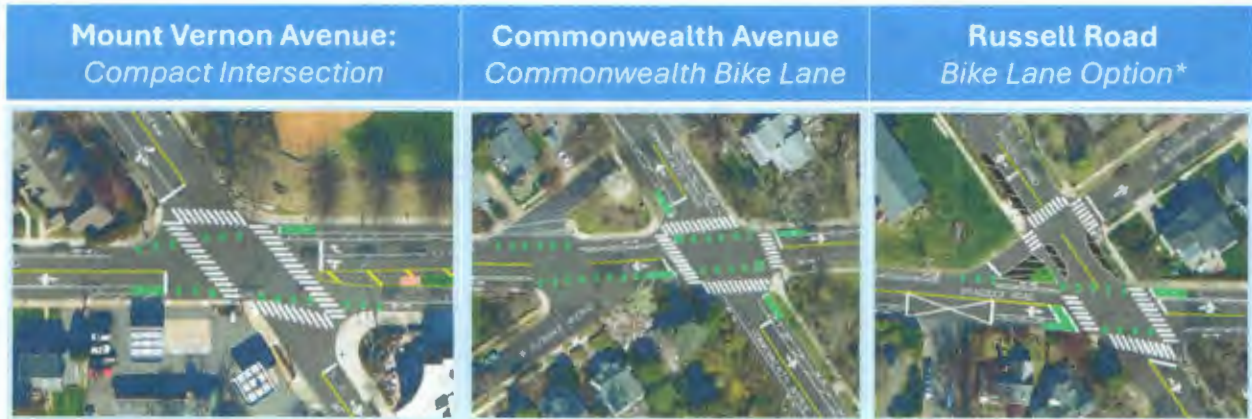 Mount Vernon Avenue:
Compact Intersection
Commonwealth Avenue
Commonwealth Bike Lane
Russell Road
Bike Lane Option*